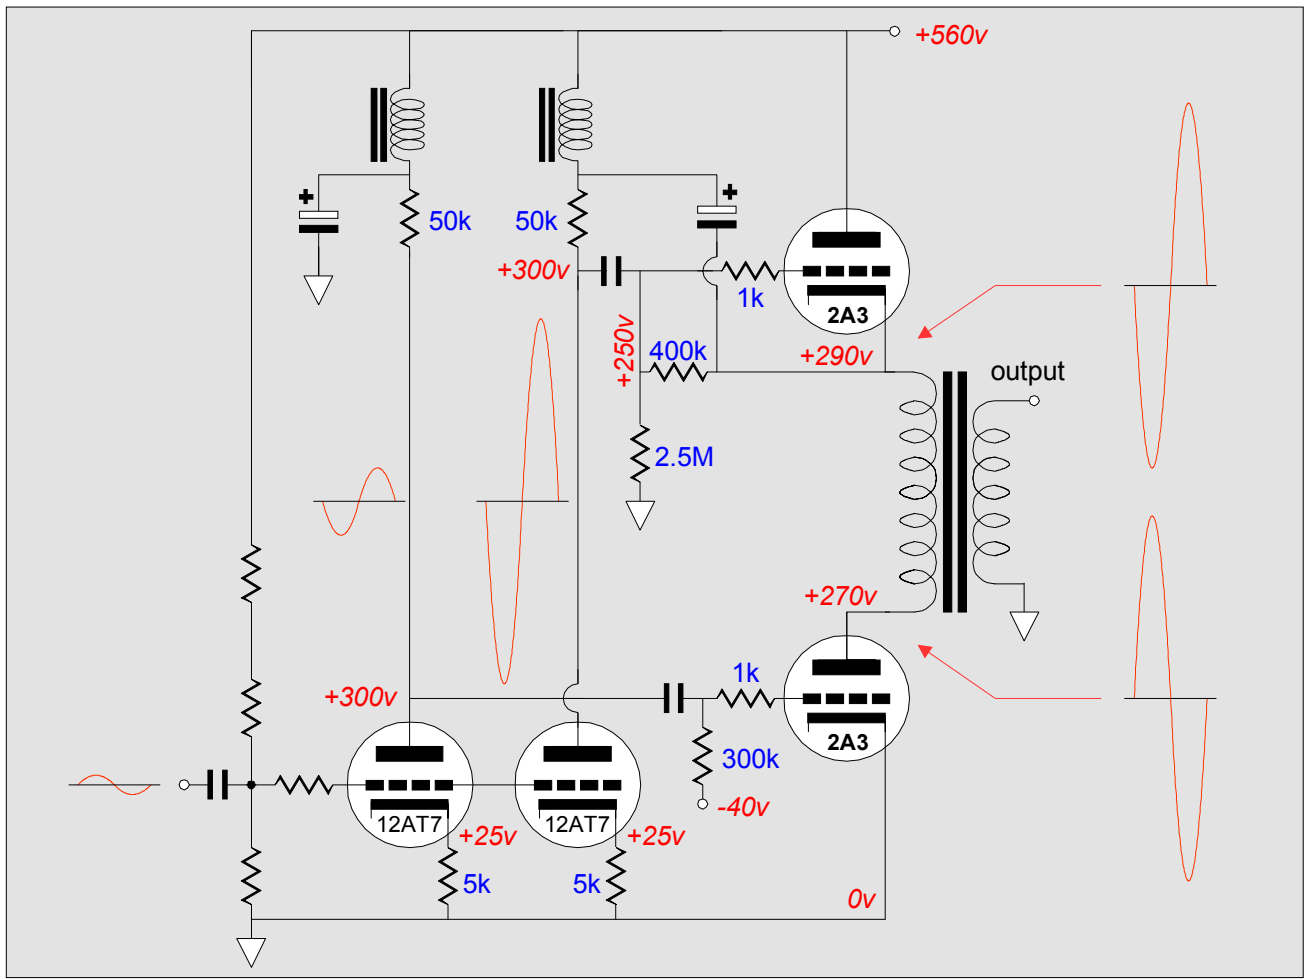 +560v
+
+
50k
50k
+300v
1k
2A3
+250v
400k
+290v
output
2.5M
+270v
+300v
1k
2A3
300k
-40v
12AT7
12AT7
+25v
+25v
5k
5k
0v